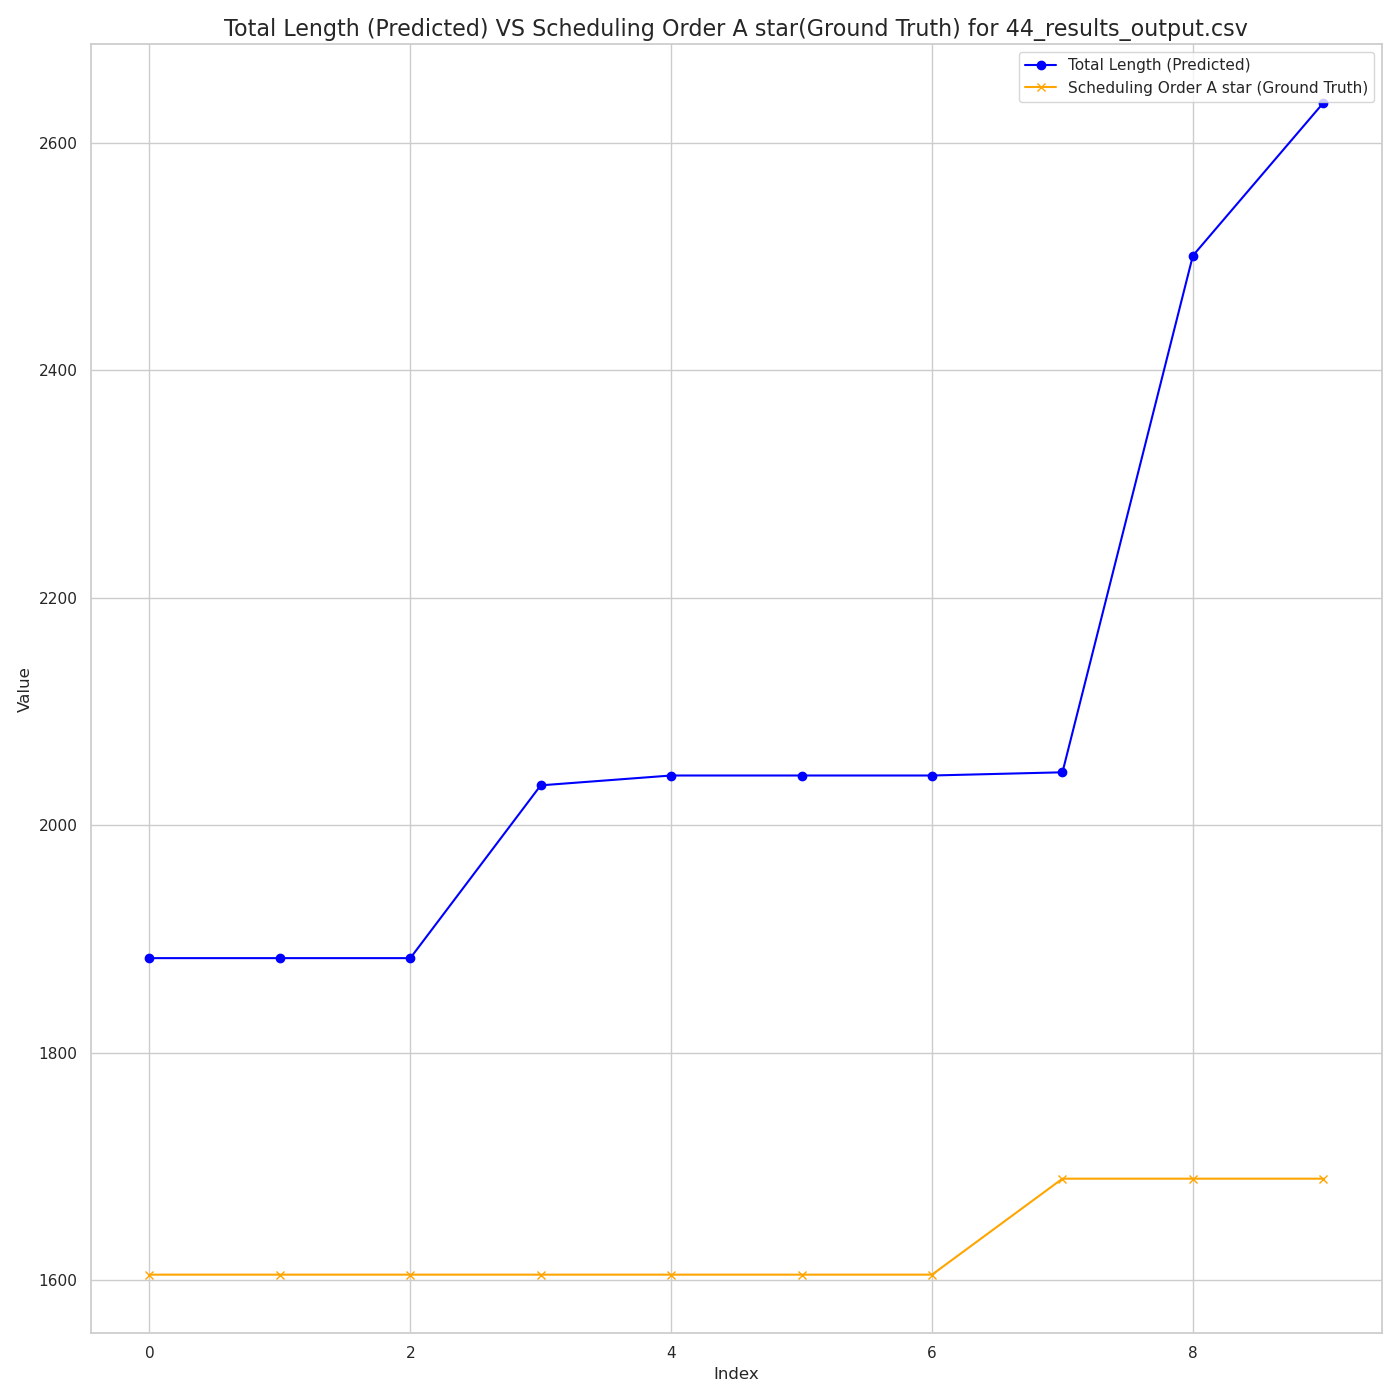 Total Length (Predicted) VS Scheduling Order A star(Ground Truth) for 44_results_output.csv
Total Length (Predicted)
Scheduling Order A star (Ground Truth)
2600
2400
2200
2000
1800
1600
Value
0 2 4 6 8
Index